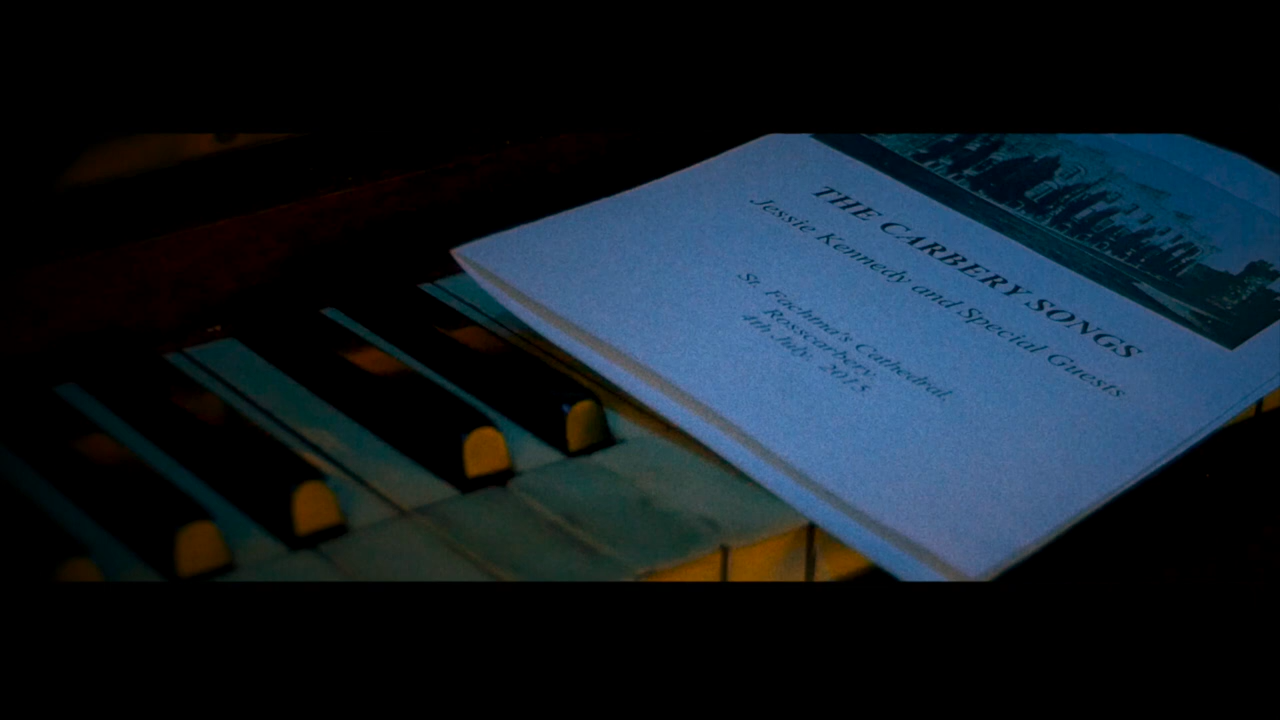 THE CARBERY SONGS
Jessie Kennedy and Special Guests
St. Fachtna's Cathedral,
Rosscarbery,
4th July, 2015.